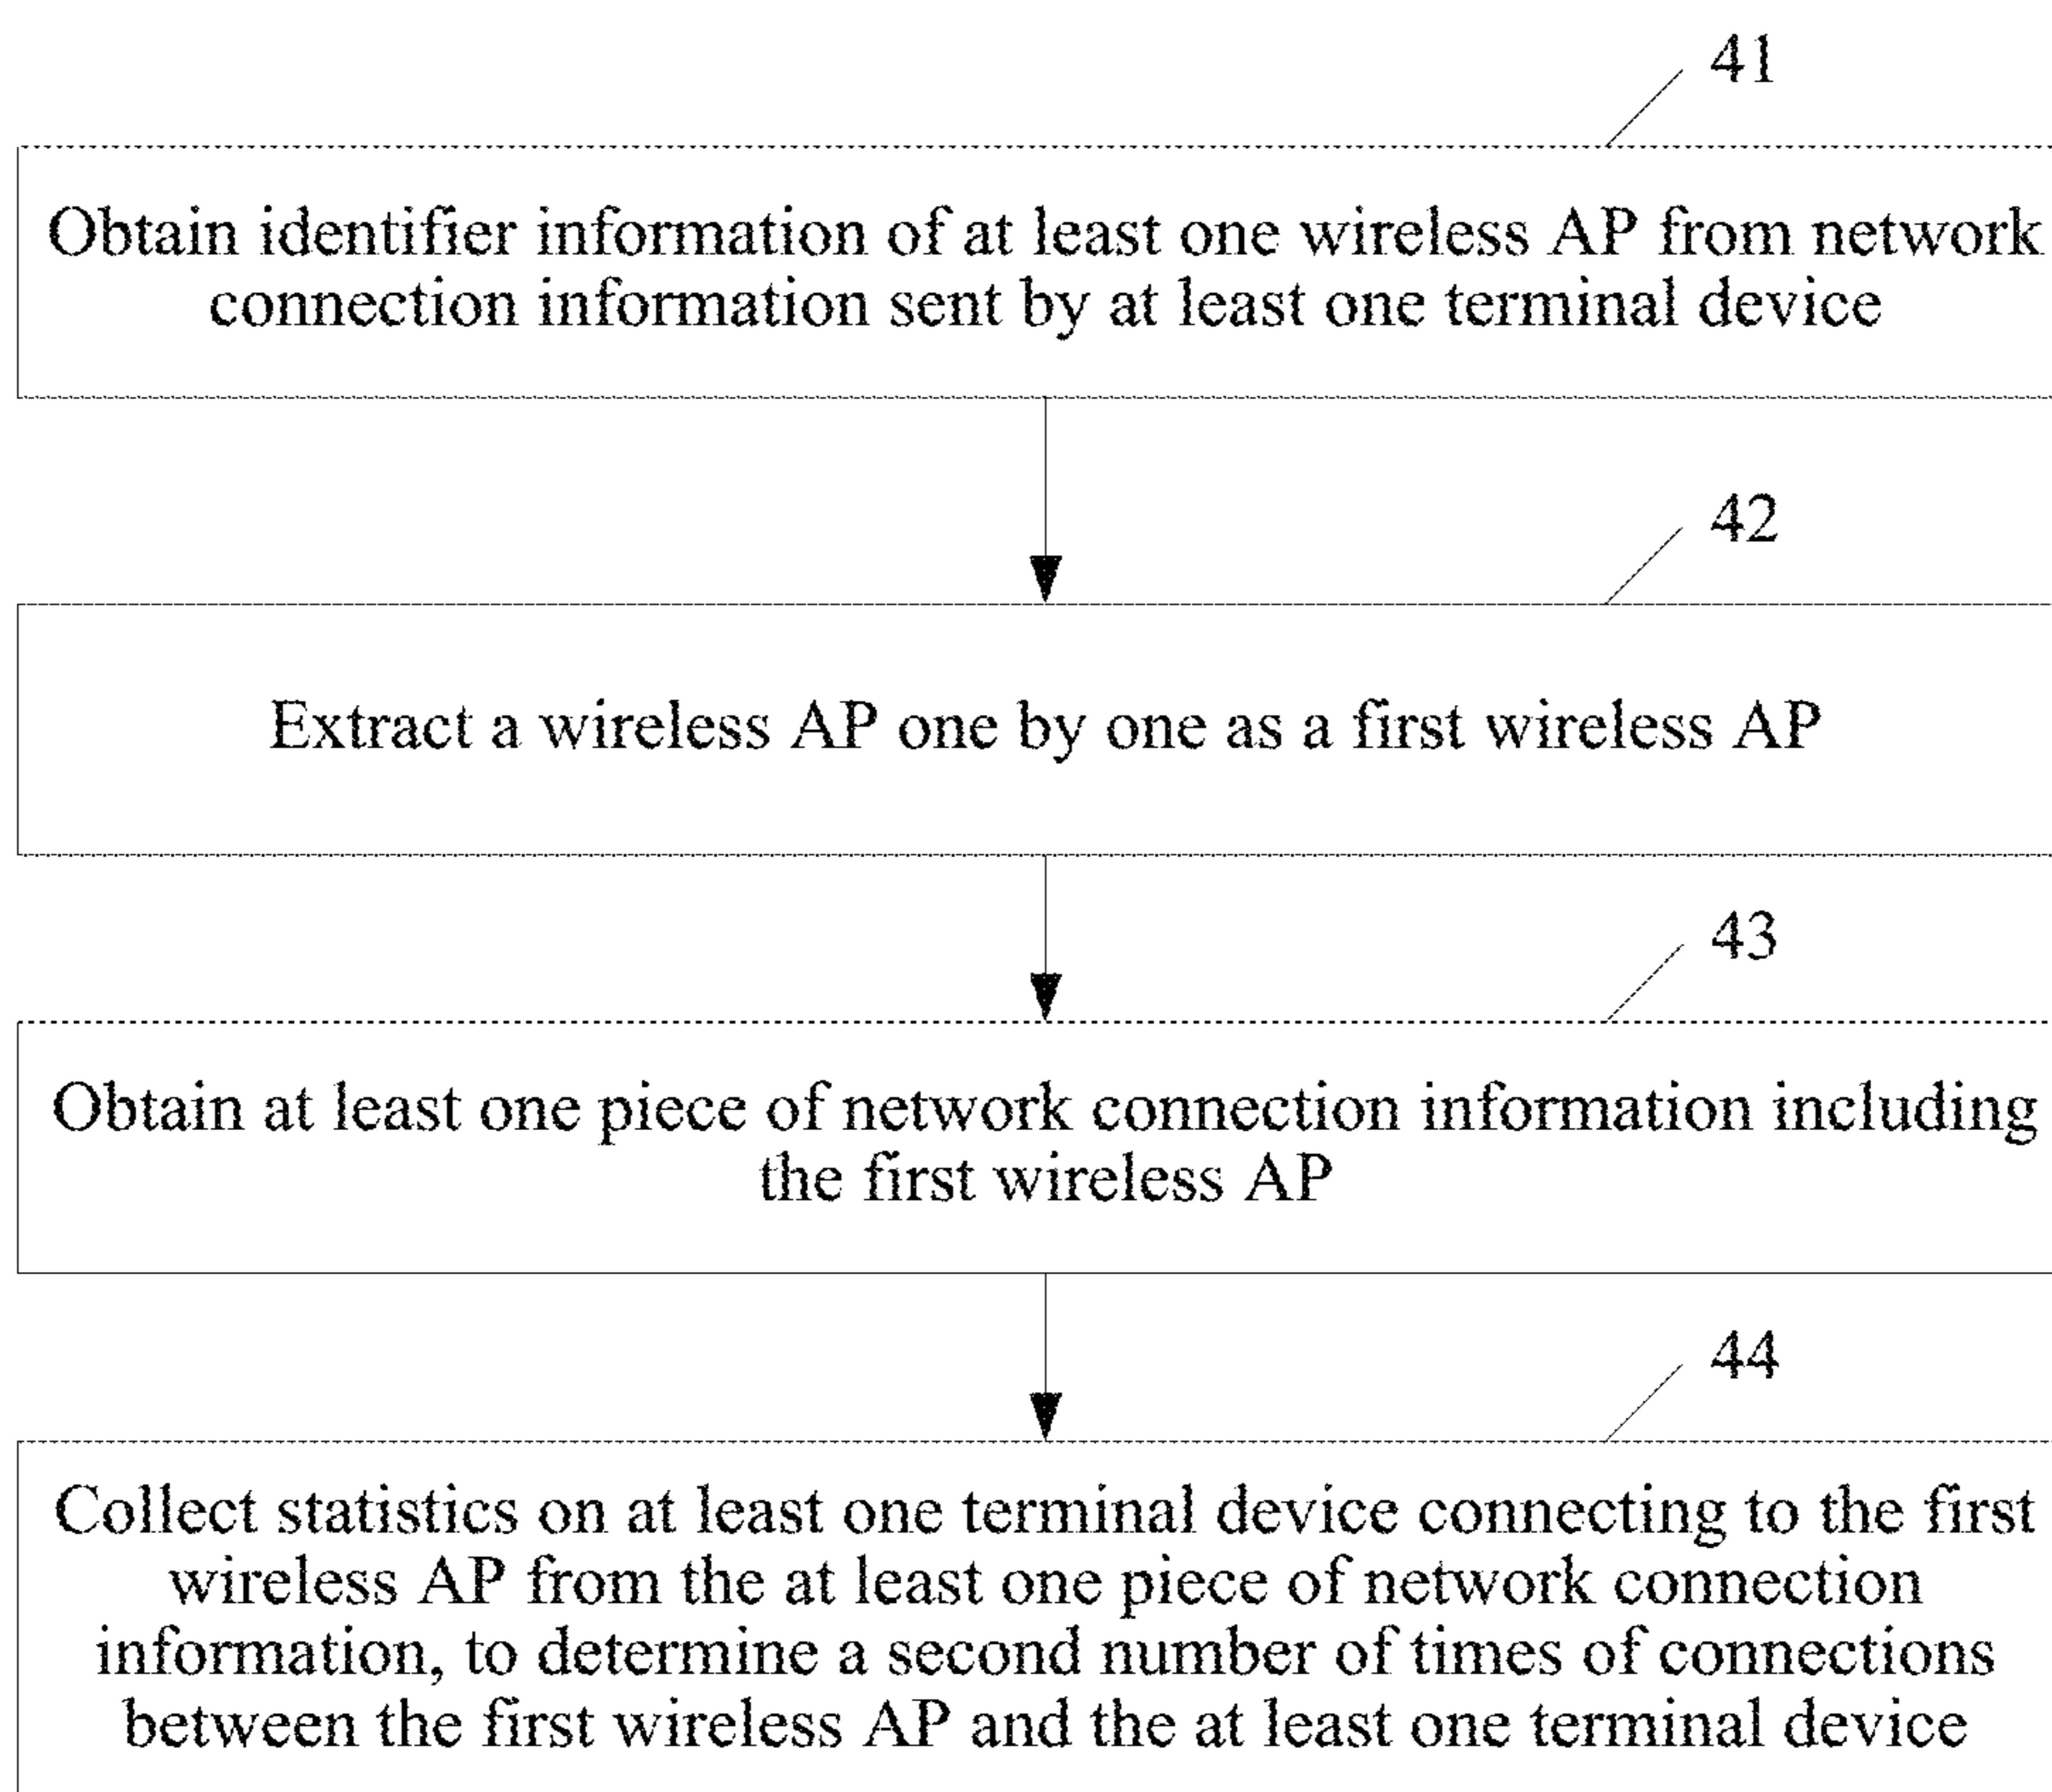 41
Obtain identifier information of at least one wireless AP from network
connection information sent by at least one terminal device
42
Extract a wireless AP one by one as a first wireless AP
43
Obtain at least one piece of network connection information including
the first wireless AP
44
Collect statistics on at least one terminal device connecting to the first
wireless AP from the at least one piece of network connection
information, to determine a second number of times of connections
between the first wireless AP and the at least one terminal device